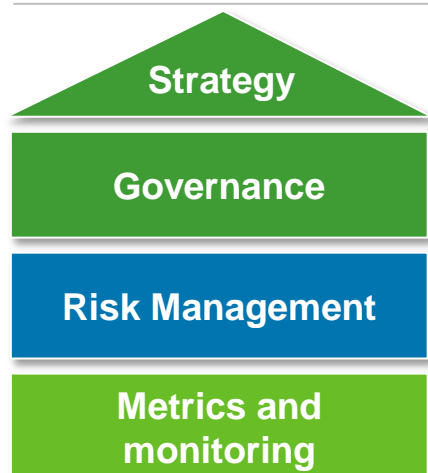 Strategy
Governance
Risk Management
Metrics and
monitoring